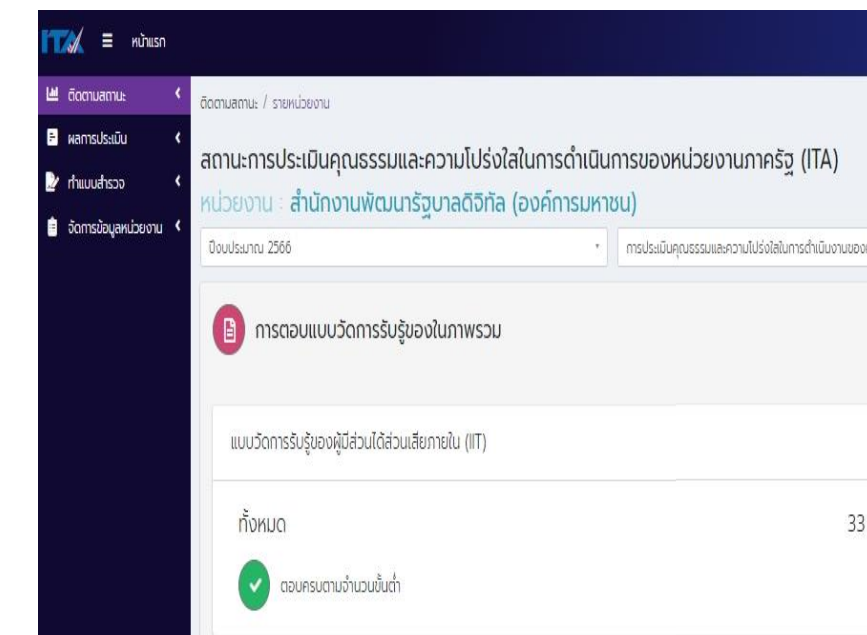 ITA หน้าแรก
ติดตามสถานะ
ผลการประเมิน
ทำแบบสำรวจ
จัดการข้อมูลหน่วยงาน
ติดตามสถานะ / รายหน่วยงาน
สถานะการประเมินคุณธรรมและความโปร่งใสในการดำเนินการของหน่วยงานภาครัฐ (ITA)
หน่วยงาน : สำนักงานพัฒนารัฐบาลดิจิทัล (องค์การมหาชน)
ปีงบประมาณ 2566
การประเมินคุณธรรมและความโปร่งใสในการดำเนินงานของ
การตอบแบบวัดการรับรู้ของในภาพรวม
แบบวัดการรับรู้ของผู้มีส่วนได้ส่วนเสียภายใน (IIT)
ทั้งหมด 33
ตอบครบตามจำนวนขั้นต่ำ